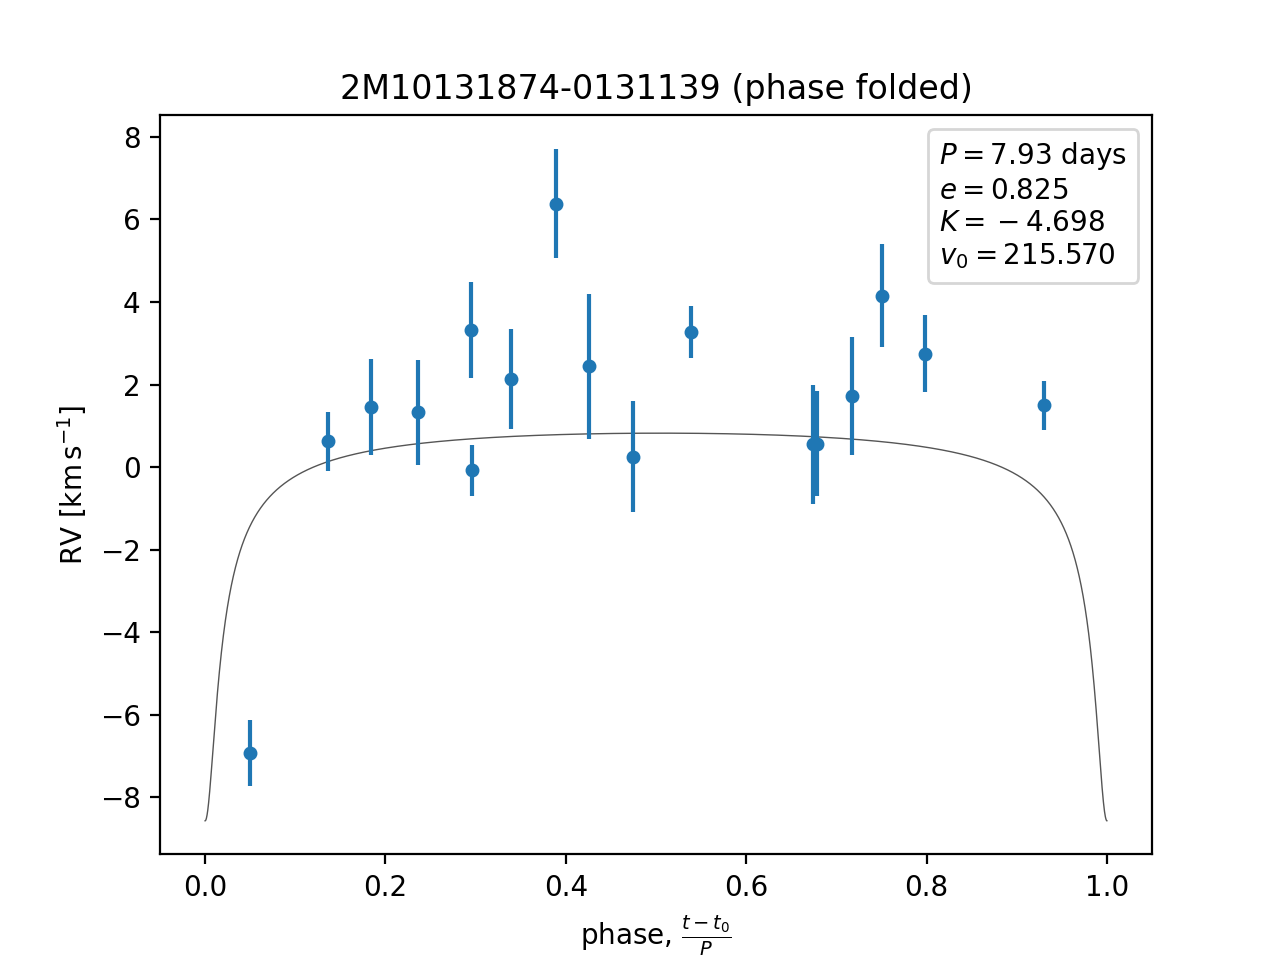 2M10131874-0131139 (phase folded)
P = 7.93 days
e = 0.825
K = −4.698
v₀ = 215.570
8
6
4
2
0
−2
−4
−6
−8
RV [km s⁻¹]
0.0 0.2 0.4 0.6 0.8 1.0
phase, (t − t₀)/P